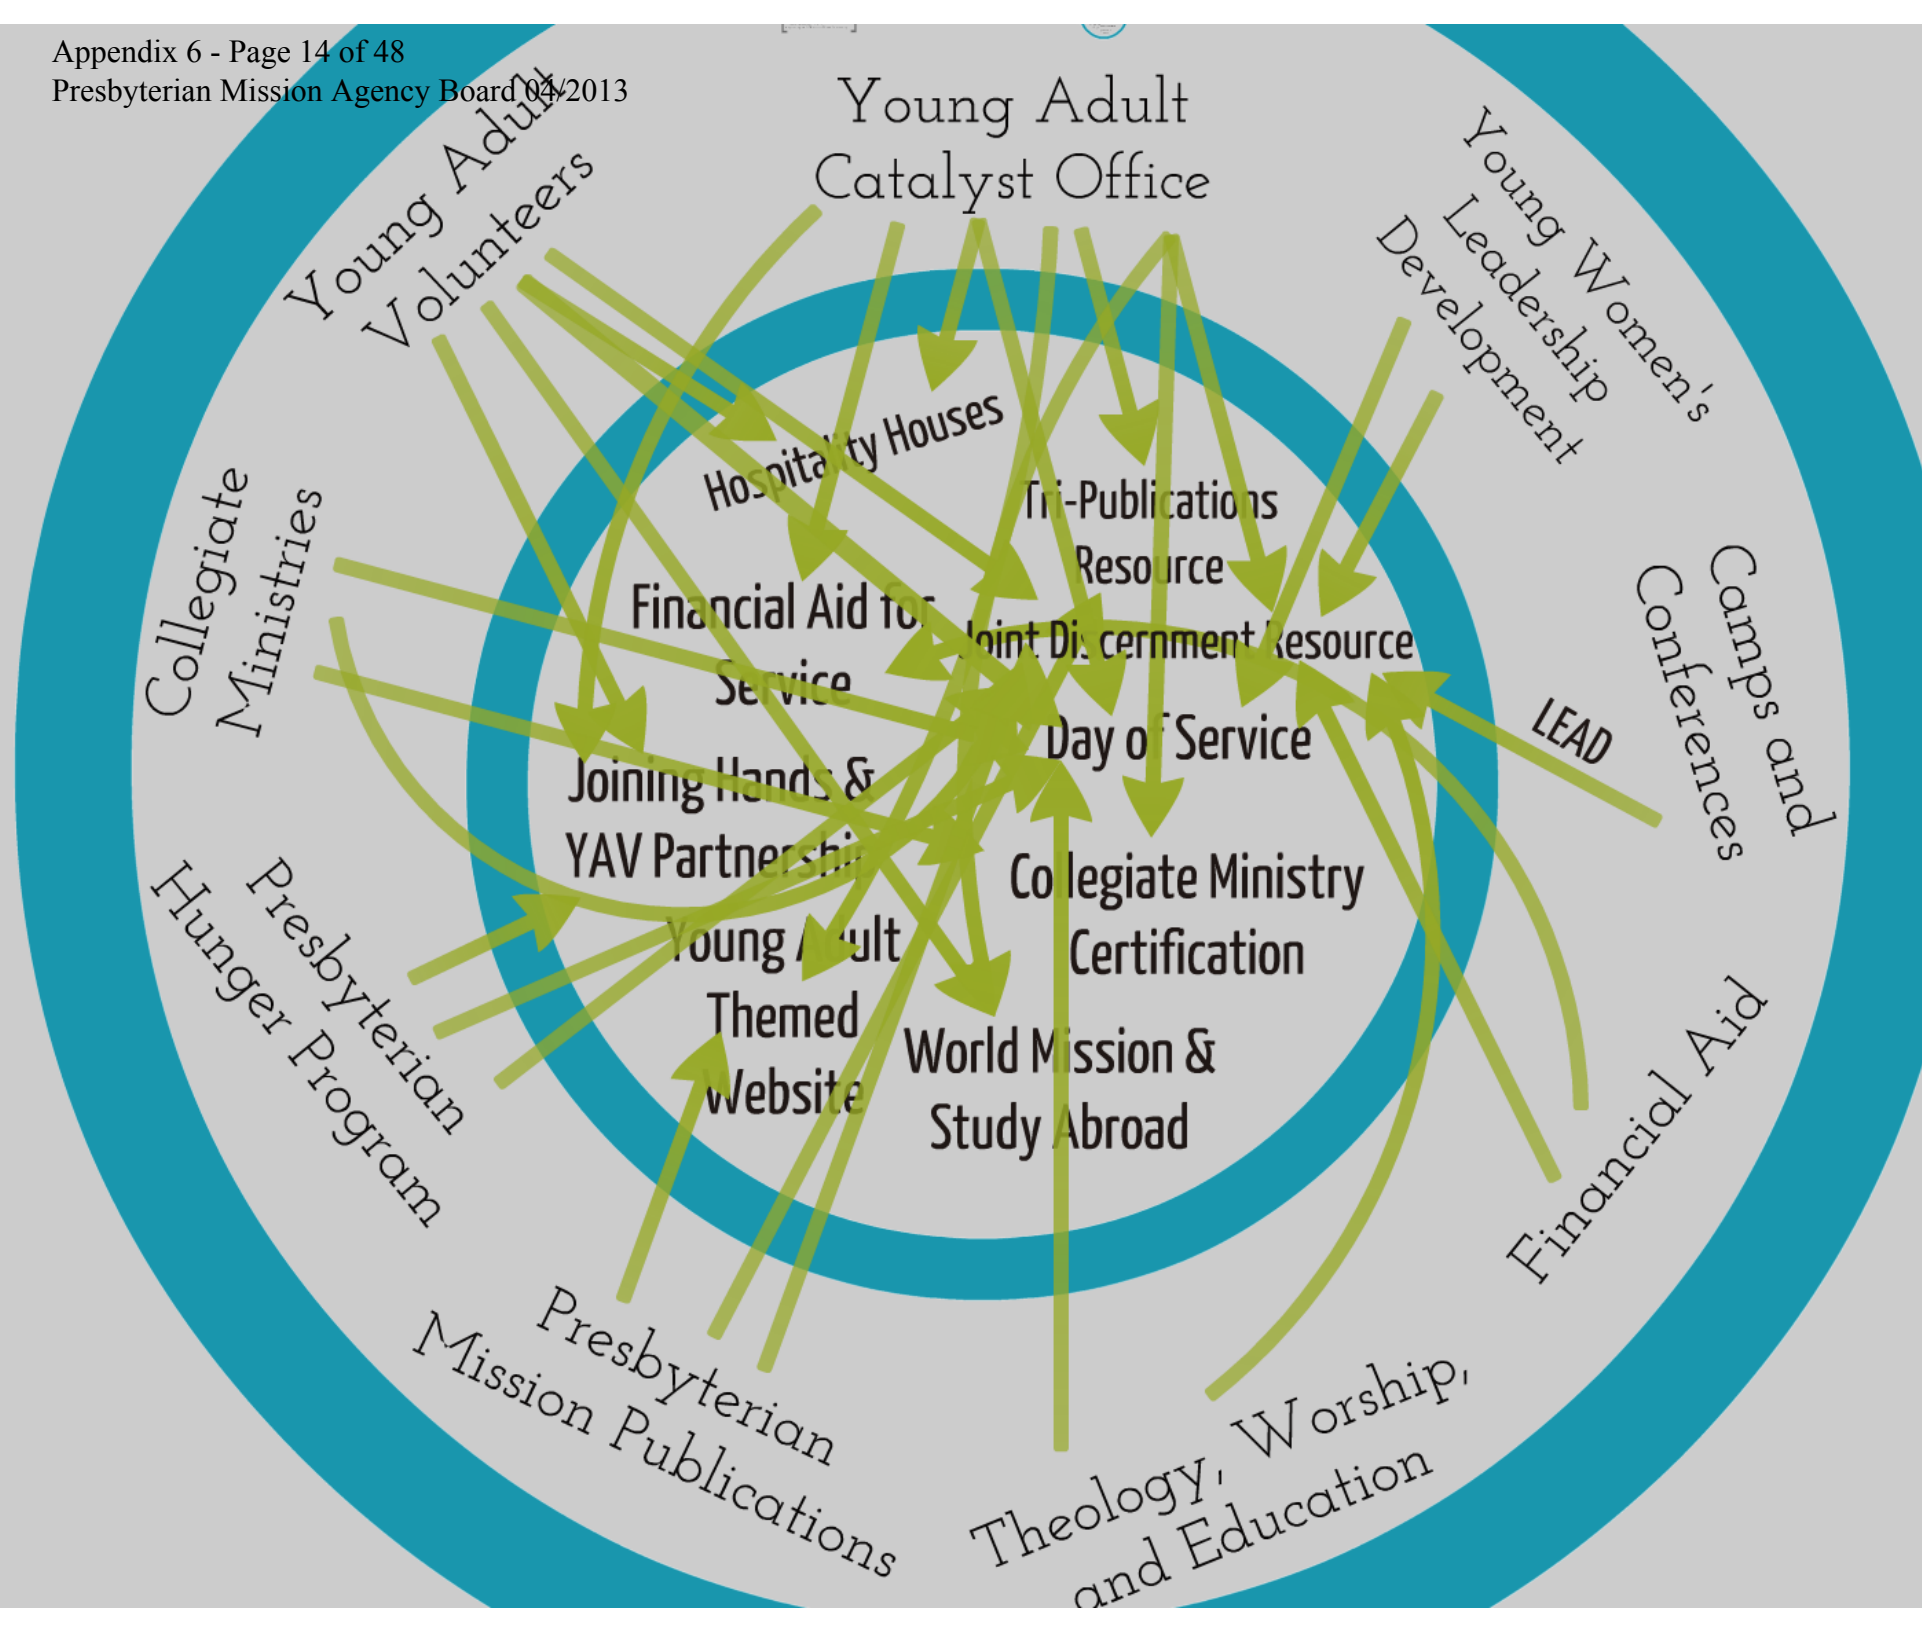 Appendix 6 - Page 14 of 48
Presbyterian Mission Agency Board 04/2013
Young Adult
Catalyst Office
Young Adult
Volunteers
Young Women's
Leadership
Development
Collegiate
Ministries
Camps and
Conferences
LEAD
Hospitality Houses
Tri-Publications
Resource
Financial Aid for
Service
Joint Discernment Resource
Day of Service
Joining Hands &
YAV Partnership
Collegiate Ministry
Certification
Young Adult
Themed
Website
World Mission &
Study Abroad
Presbyterian
Hunger Program
Financial Aid
Presbyterian
Mission Publications
Theology, Worship,
and Education